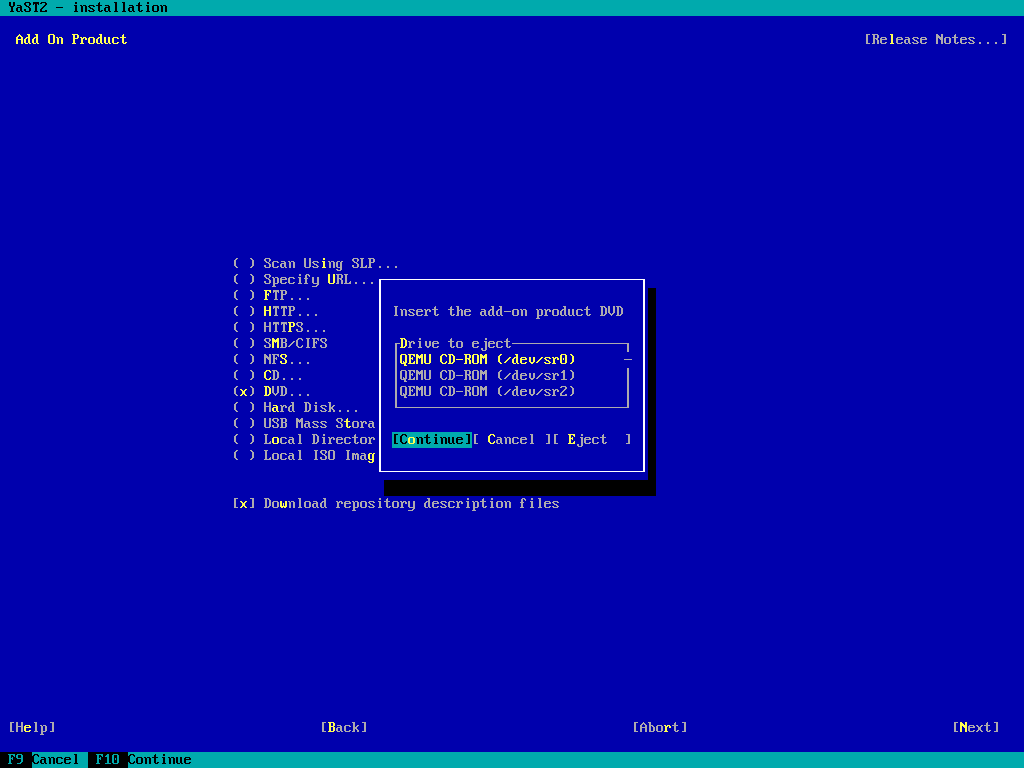 YaST2 - installation
Add On Product [Release Notes...]
( ) Scan Using SLP...
( ) Specify URL...
( ) FTP...
( ) HTTP...
( ) HTTPS...
( ) SMB/CIFS
( ) NFS...
( ) CD...
(x) DVD...
( ) Hard Disk...
( ) USB Mass Stora
( ) Local Director
( ) Local ISO Imag
Insert the add-on product DVD
Drive to eject
QEMU CD-ROM (/dev/sr0)
QEMU CD-ROM (/dev/sr1)
QEMU CD-ROM (/dev/sr2)
[Continue][ Cancel ][ Eject ]
[x] Download repository description files
[Help] [Back] [Abort] [Next]
F9 Cancel F10 Continue